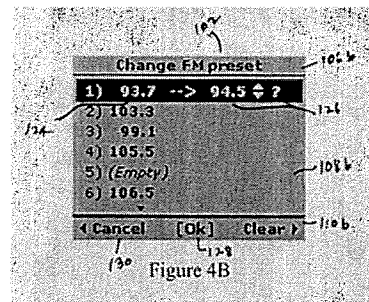 102
Change FM preset
106b
1) 93.7 --> 94.5 ?
124
126
2) 103.3
3) 99.1
4) 105.5
5) (Empty)
108b
6) 106.5
Cancel [Ok] Clear
110b
130
128
Figure 4B